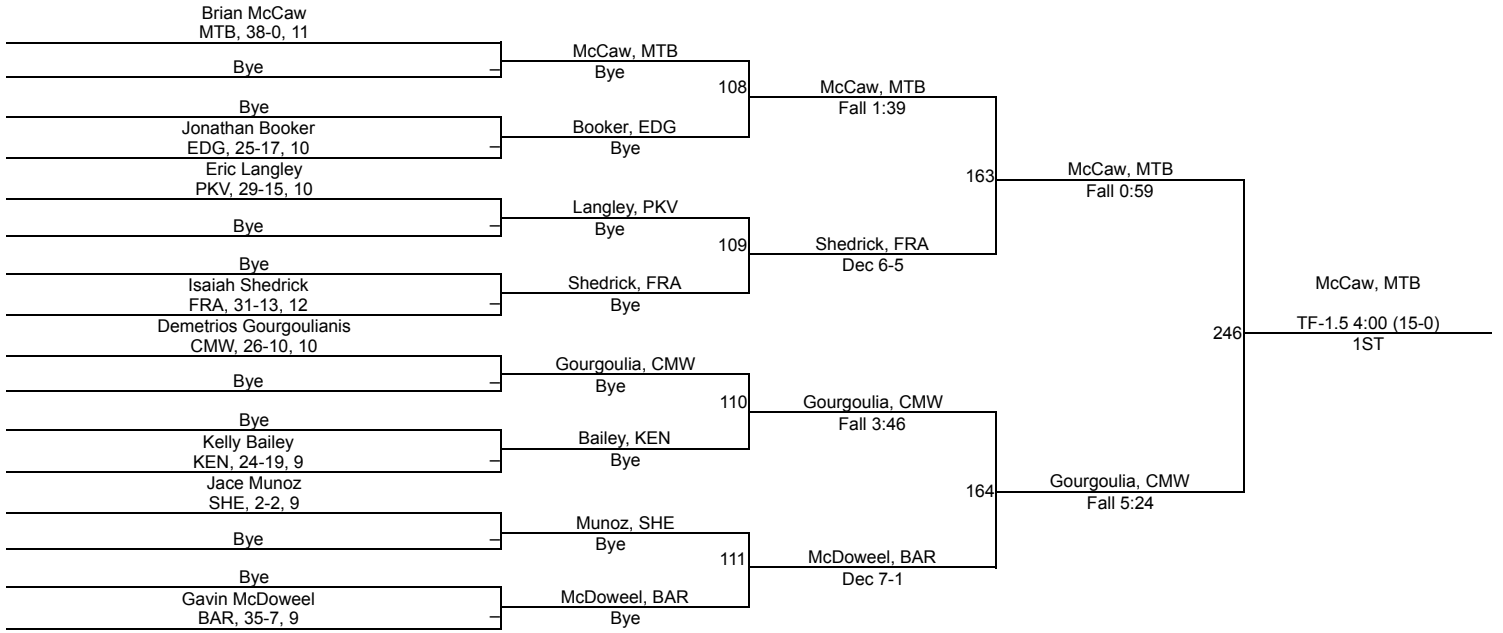 Brian McCaw
MTB, 38-0, 11
Bye
Bye
Jonathan Booker
EDG, 25-17, 10
Eric Langley
PKV, 29-15, 10
Bye
Bye
Isaiah Shedrick
FRA, 31-13, 12
Demetrios Gourgoulianis
CMW, 26-10, 10
Bye
Bye
Kelly Bailey
KEN, 24-19, 9
Jace Munoz
SHE, 2-2, 9
Bye
Bye
Gavin McDoweel
BAR, 35-7, 9
McCaw, MTB
Bye
108
Booker, EDG
Bye
Langley, PKV
Bye
109
Shedrick, FRA
Bye
Gourgoulia, CMW
Bye
110
Bailey, KEN
Bye
Munoz, SHE
Bye
111
McDoweel, BAR
Bye
McCaw, MTB
Fall 1:39
163
Shedrick, FRA
Dec 6-5
Gourgoulia, CMW
Fall 3:46
164
McDoweel, BAR
Dec 7-1
McCaw, MTB
Fall 0:59
246
Gourgoulia, CMW
Fall 5:24
McCaw, MTB
TF-1.5 4:00 (15-0)
1ST